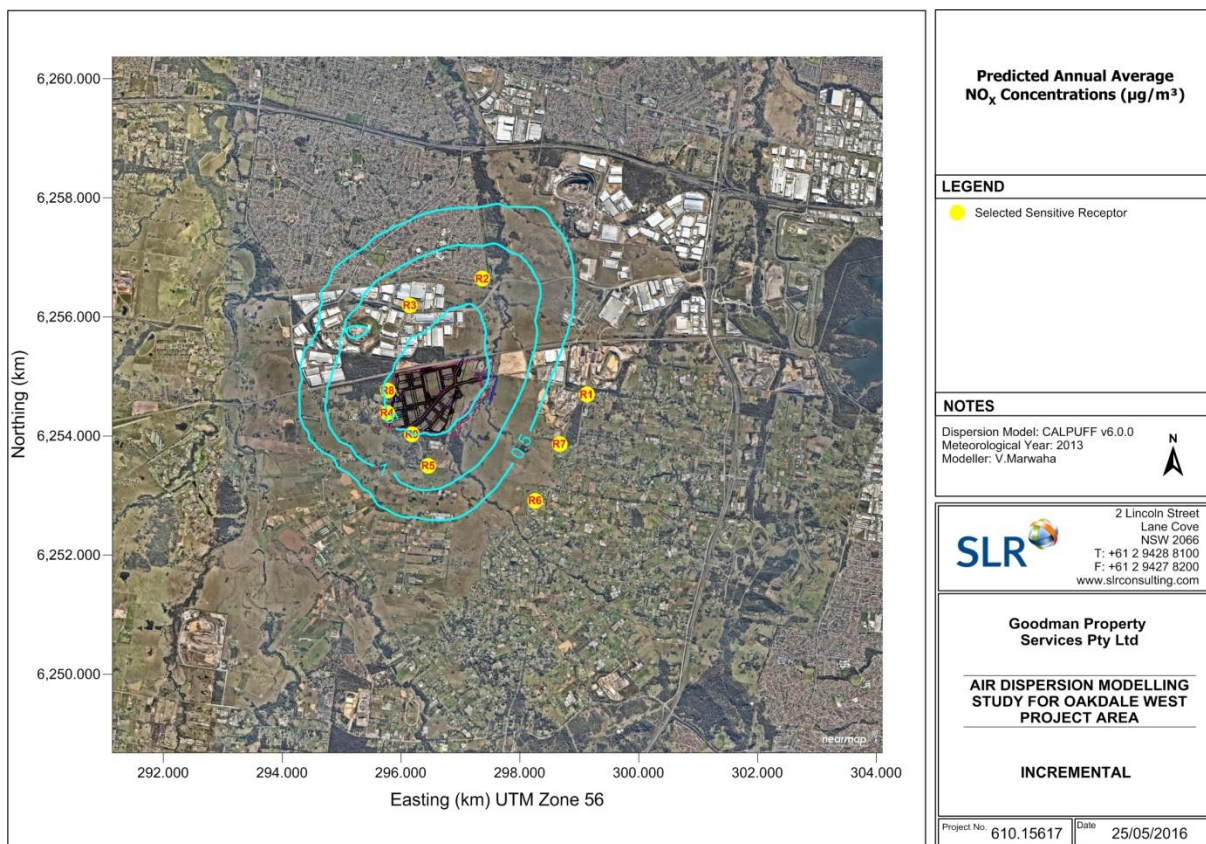 6,260.000
6,258.000
6,256.000
6,254.000
6,252.000
6,250.000
Northing (km)
R2
R3
R8
R4
R9
R5
R1
R7
R6
1
0.5
nearmap
292.000
294.000
296.000
298.000
300.000
302.000
304.000
Easting (km) UTM Zone 56
Predicted Annual Average
NOX Concentrations (µg/m³)
LEGEND
Selected Sensitive Receptor
NOTES
Dispersion Model: CALPUFF v6.0.0
Meteorological Year: 2013
Modeller: V.Marwaha
N
SLR
2 Lincoln Street
Lane Cove
NSW 2066
T: +61 2 9428 8100
F: +61 2 9427 8200
www.slrconsulting.com
Goodman Property
Services Pty Ltd
AIR DISPERSION MODELLING
STUDY FOR OAKDALE WEST
PROJECT AREA
INCREMENTAL
Project No. 610.15617
Date 25/05/2016